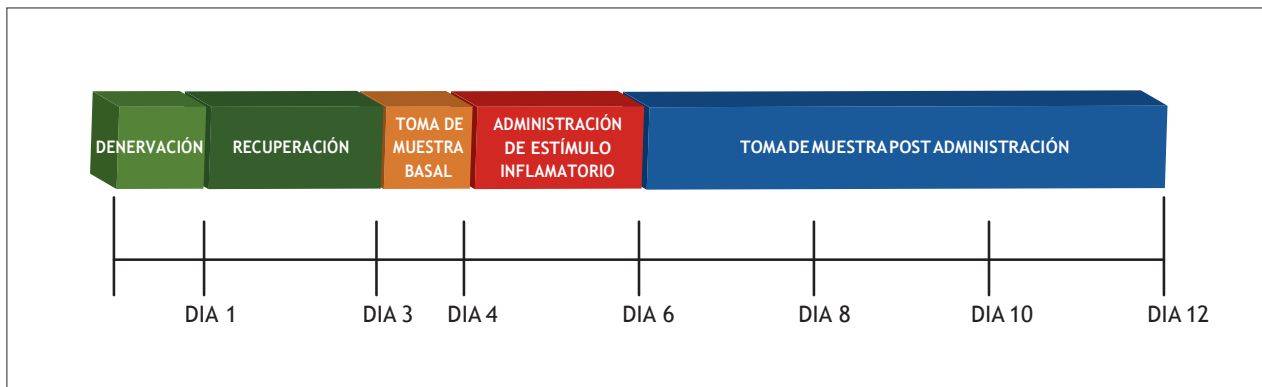 DENERVACIÓN
RECUPERACIÓN
TOMA DE
MUESTRA
BASAL
ADMINISTRACIÓN
DE ESTÍMULO
INFLAMATORIO
TOMA DE MUESTRA POST ADMINISTRACIÓN
DIA 1
DIA 3
DIA 4
DIA 6
DIA 8
DIA 10
DIA 12